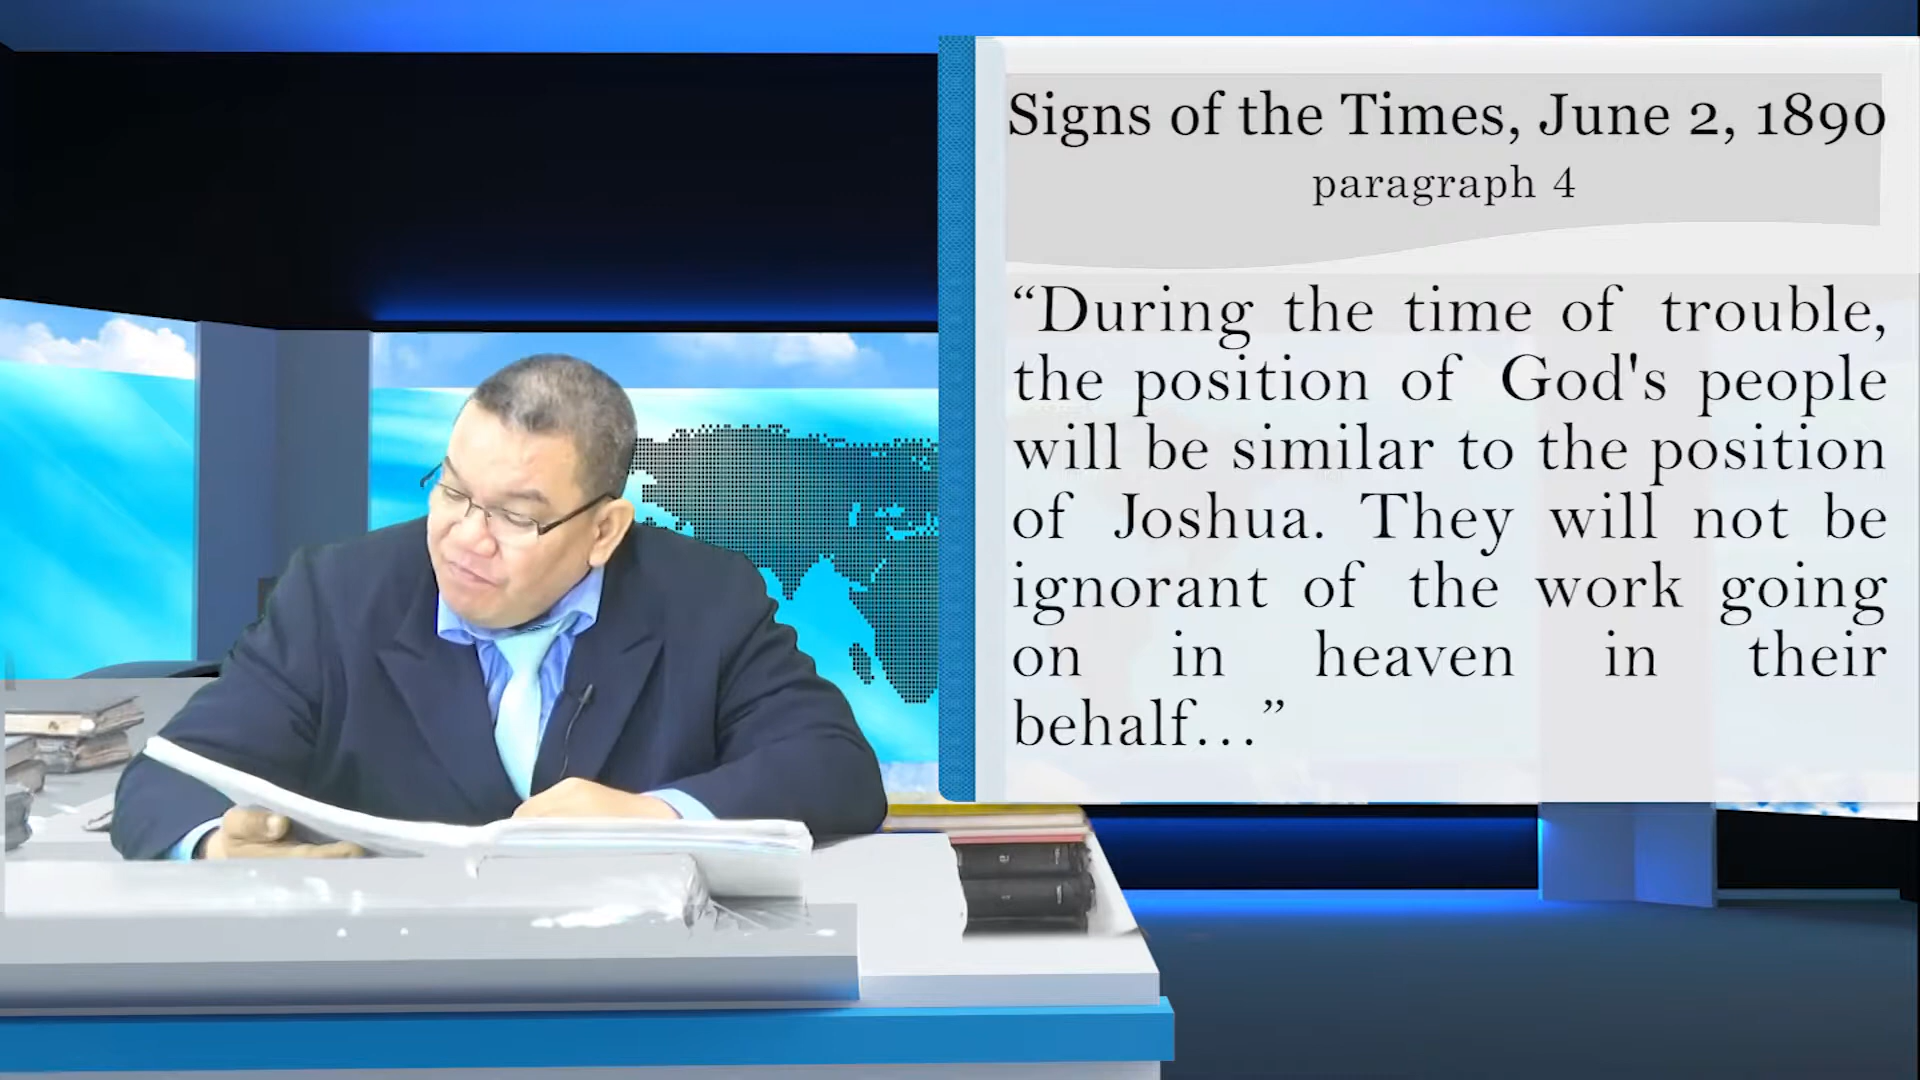 Signs of the Times, June 2, 1890
paragraph 4
“During the time of trouble,
the position of God's people
will be similar to the position
of Joshua. They will not be
ignorant of the work going
on in heaven in their
behalf…”